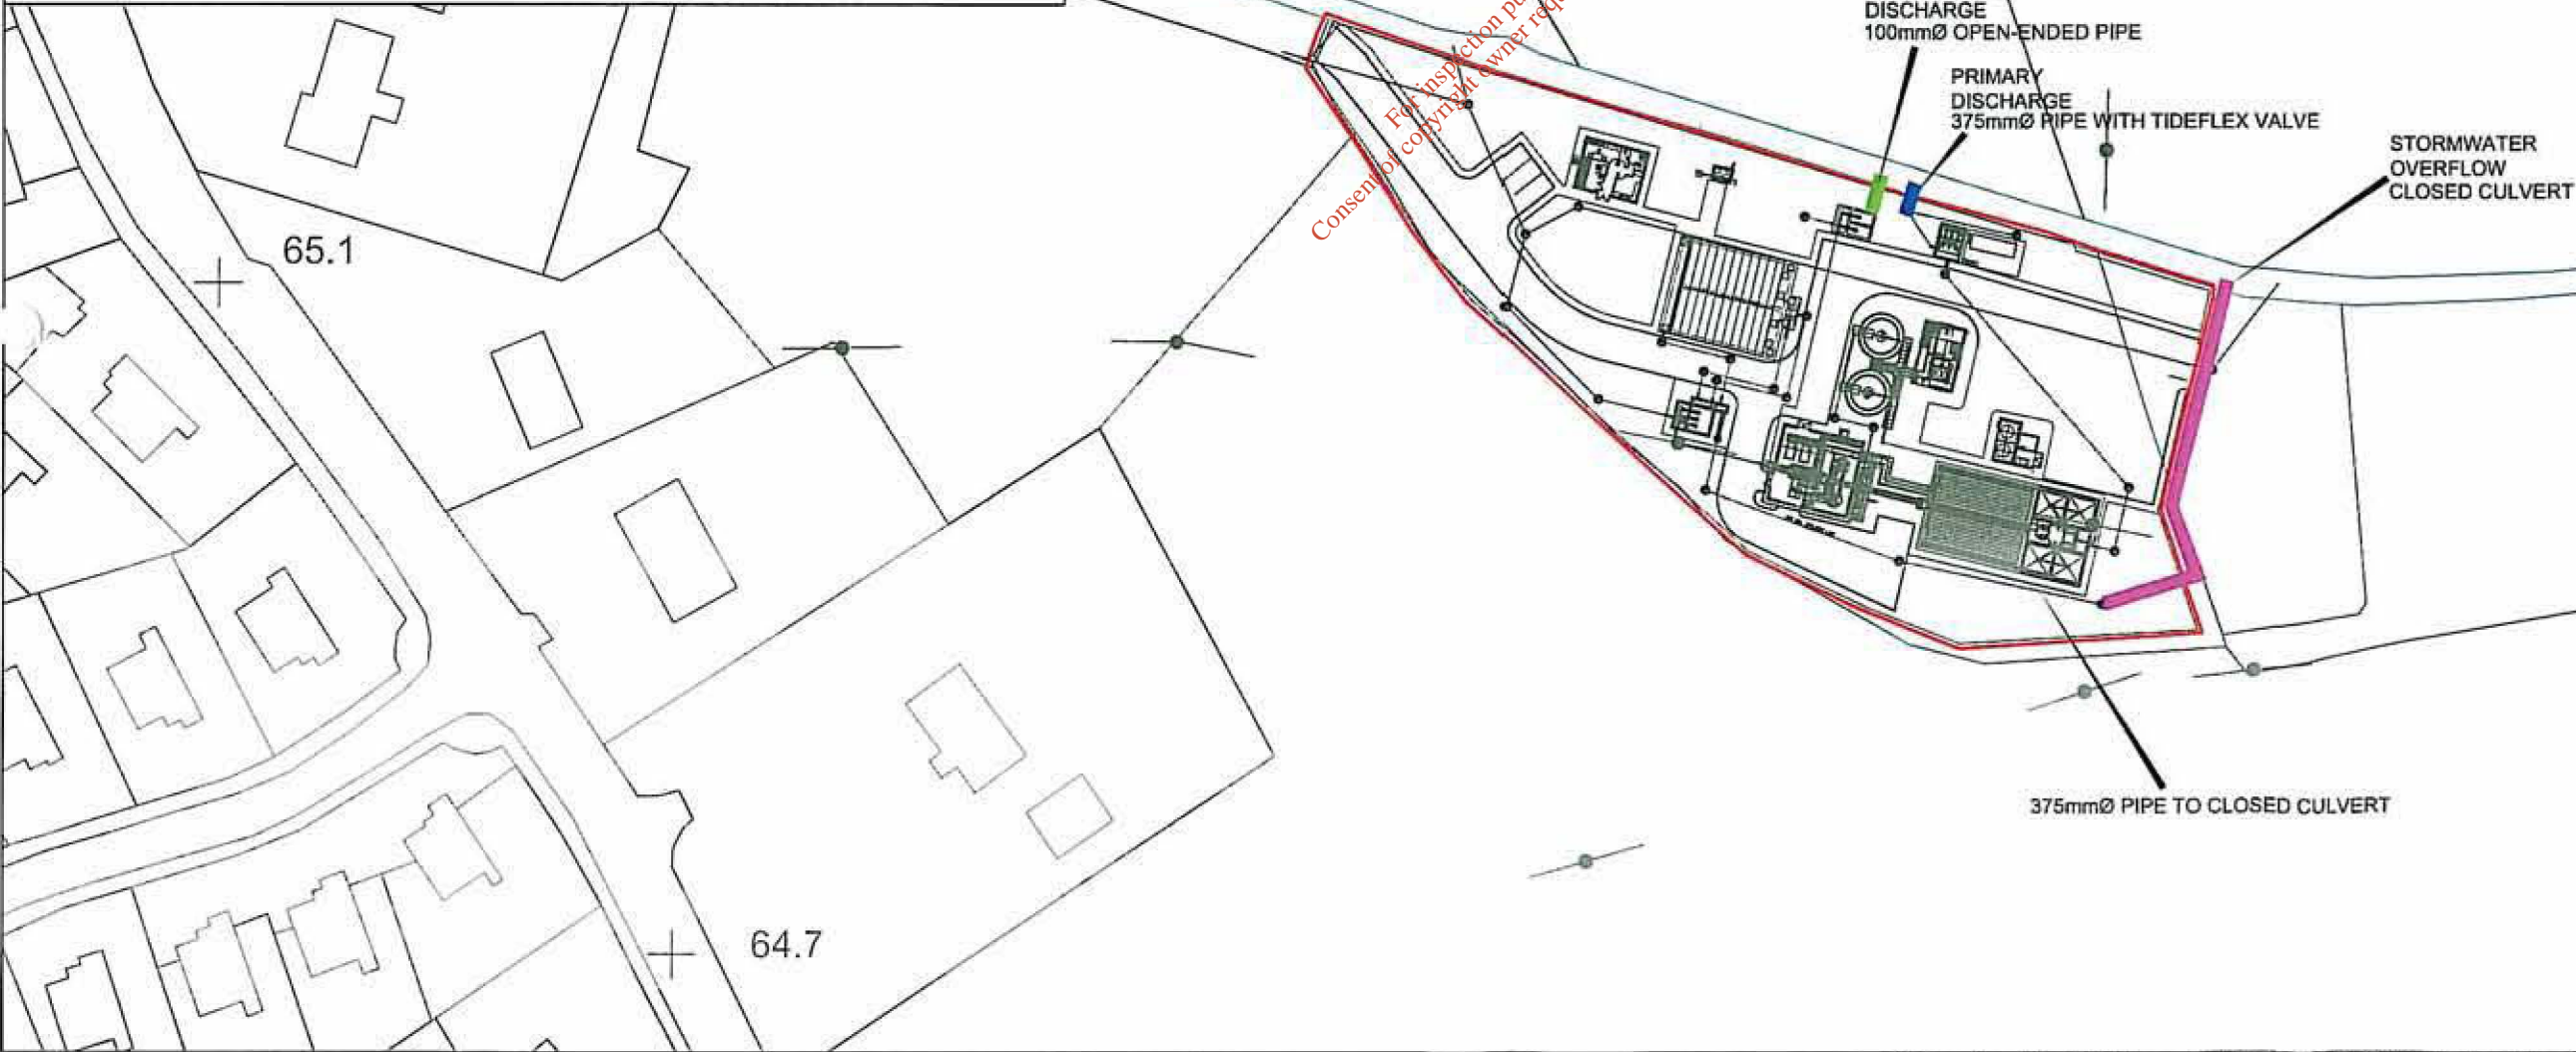 DISCHARGE
100mmØ OPEN-ENDED PIPE
PRIMARY
DISCHARGE
375mmØ PIPE WITH TIDEFLEX VALVE
STORMWATER
OVERFLOW
CLOSED CULVERT
For inspection
Consent of copyright owner
65.1
375mmØ PIPE TO CLOSED CULVERT
64.7